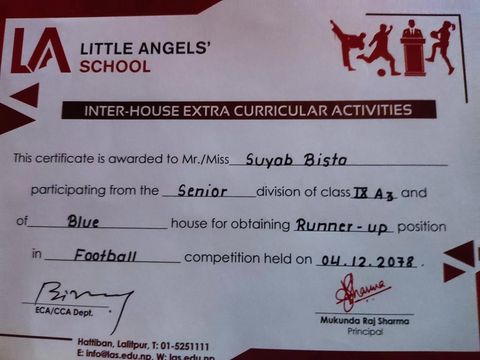 LA LITTLE ANGELS'
SCHOOL
INTER-HOUSE EXTRA CURRICULAR ACTIVITIES
This certificate is awarded to Mr./Miss Suyab Bista
participating from the Senior division of class IX A3 and
of Blue house for obtaining Runner-up position
in Football competition held on 04.12.2078.
ECA/CCA Dept.
Mukunda Raj Sharma
Principal
Hattiban, Lalitpur, T: 01-5251111
E: info@las.edu.np, W: las.edu.np